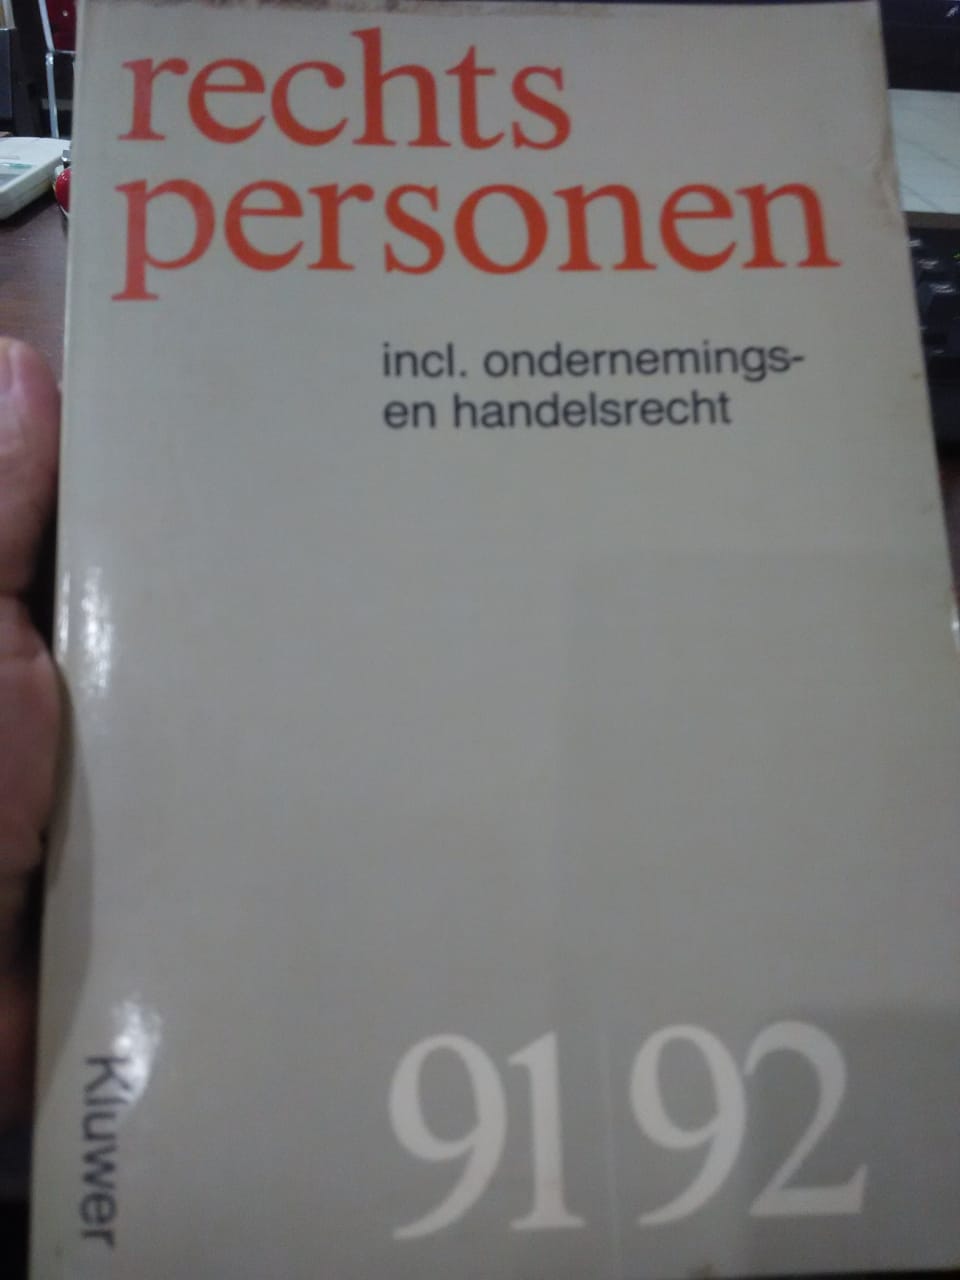 rechts
personen
incl. ondernemings-
en handelsrecht
91 92
Kluwer